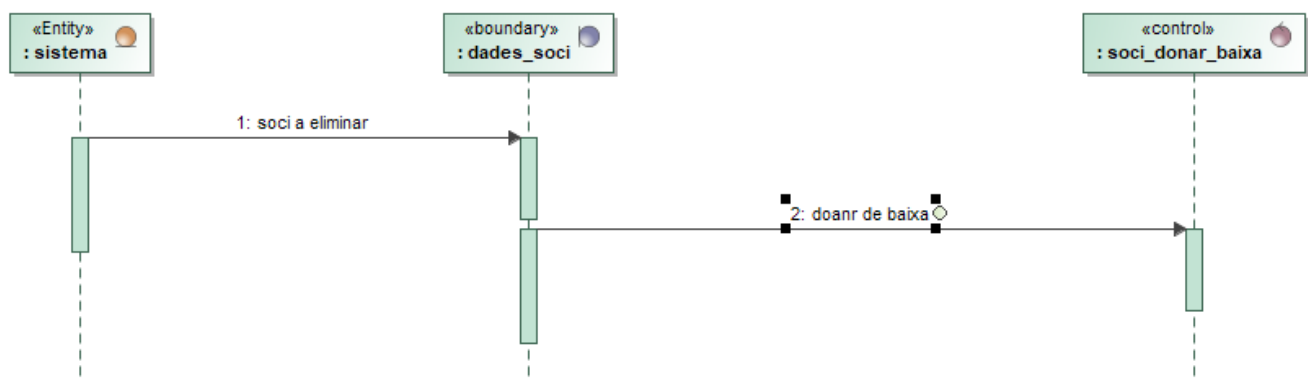 «Entity»
: sistema
«boundary»
: dades_soci
«control»
: soci_donar_baixa
1: soci a eliminar
2: doanr de baixa